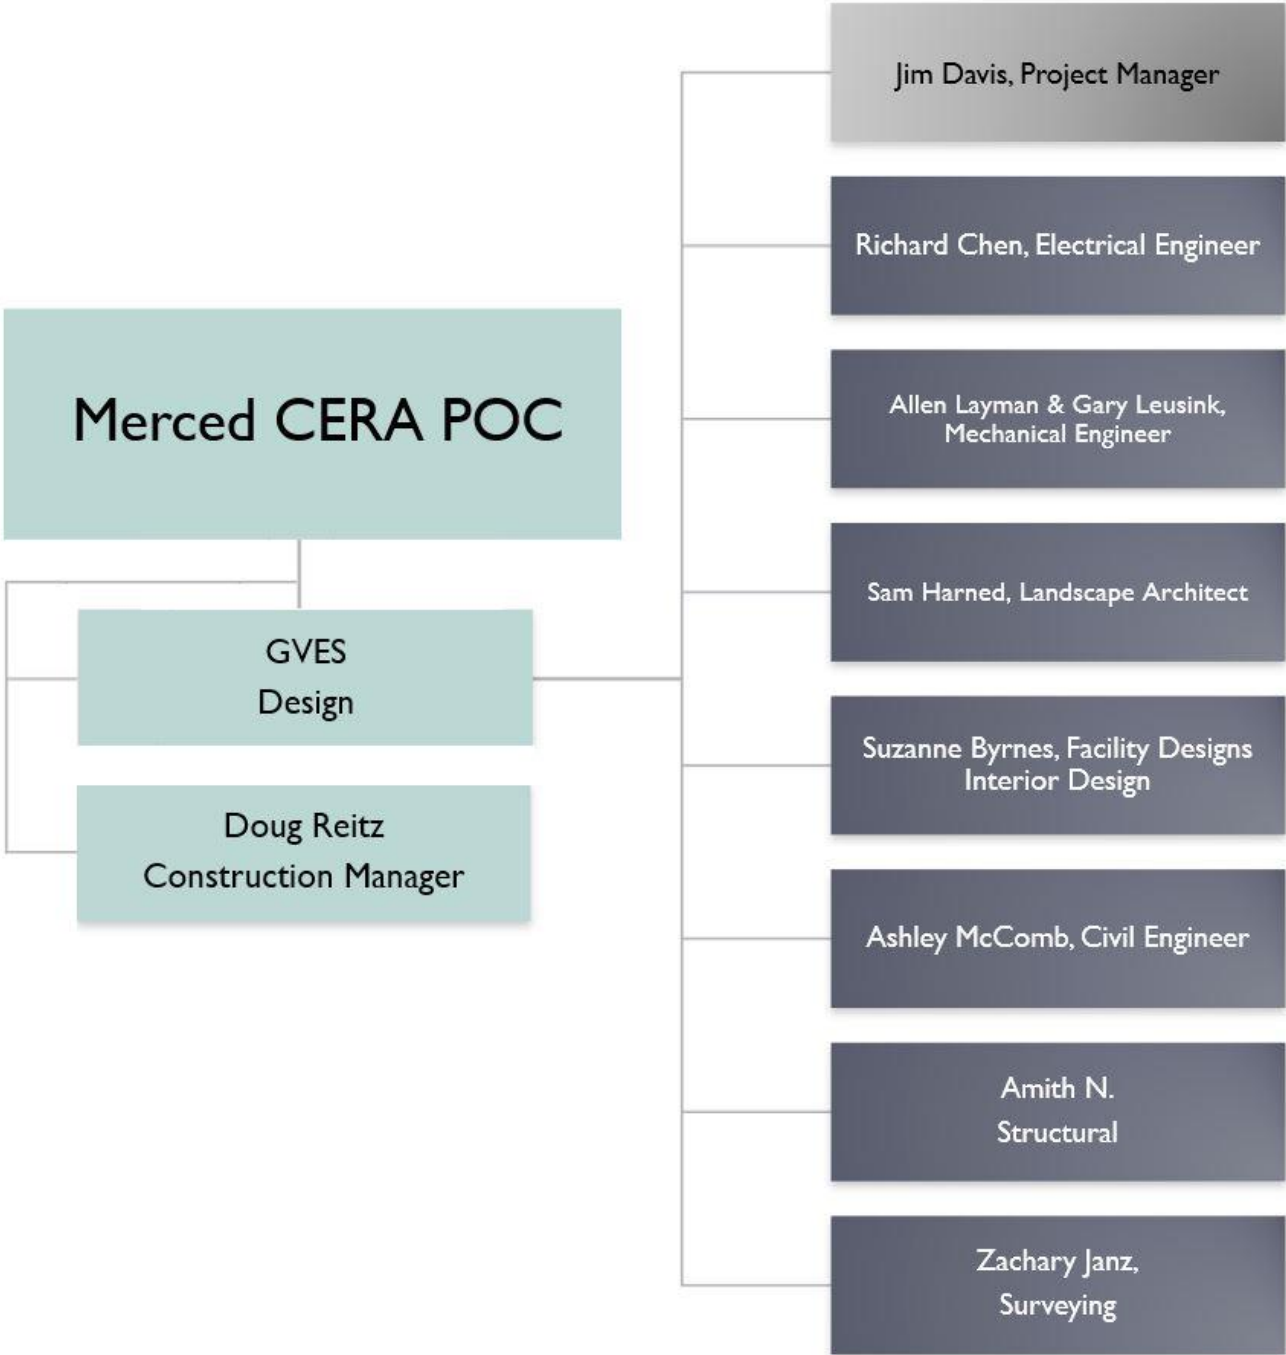 Merced CERA POC
GVES
Design
Doug Reitz
Construction Manager
Jim Davis, Project Manager
Richard Chen, Electrical Engineer
Allen Layman & Gary Leusink,
Mechanical Engineer
Sam Harned, Landscape Architect
Suzanne Byrnes, Facility Designs
Interior Design
Ashley McComb, Civil Engineer
Amith N.
Structural
Zachary Janz,
Surveying